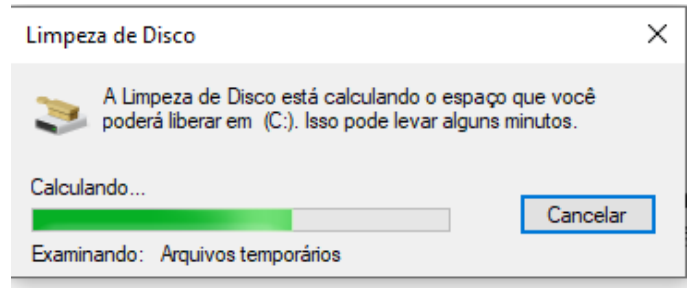 Limpeza de Disco
A Limpeza de Disco está calculando o espaço que você
poderá liberar em  (C:). Isso pode levar alguns minutos.
Calculando...
Cancelar
Examinando:   Arquivos temporários